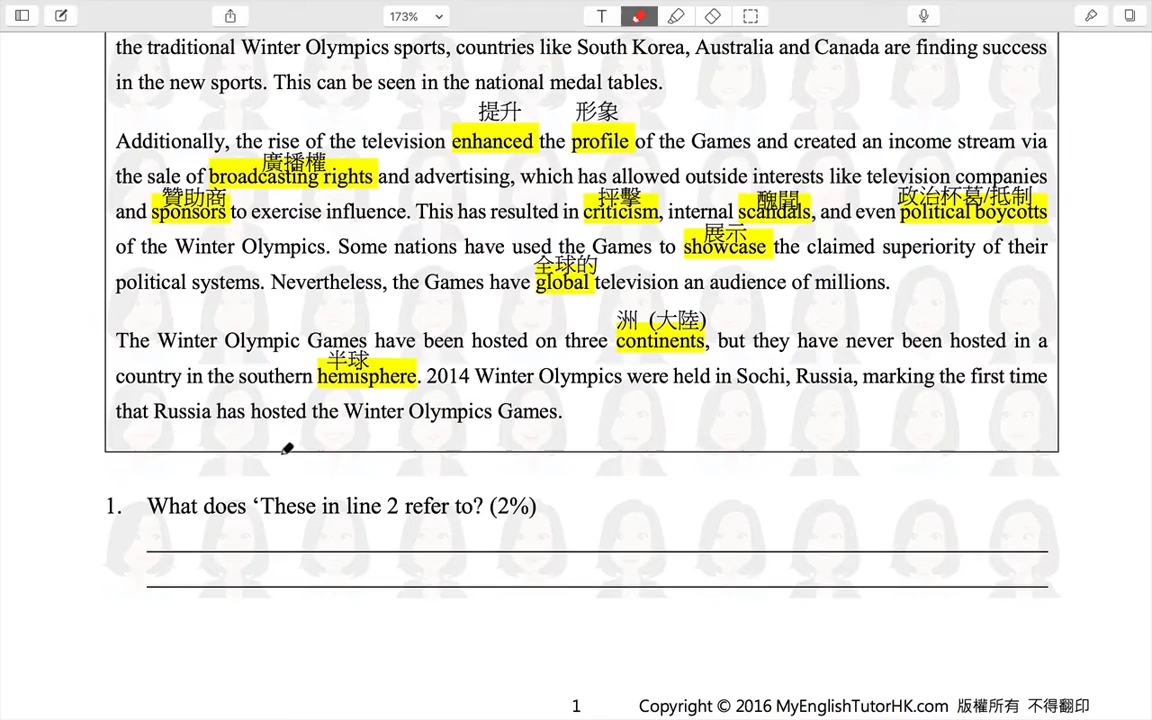 173%
T
the traditional Winter Olympics sports, countries like South Korea, Australia and Canada are finding success
in the new sports. This can be seen in the national medal tables.
提升 形象
Additionally, the rise of the television enhanced the profile of the Games and created an income stream via
廣播權
the sale of broadcasting rights and advertising, which has allowed outside interests like television companies
贊助商 抨擊 醜聞 政治杯葛/抵制
and sponsors to exercise influence. This has resulted in criticism, internal scandals, and even political boycotts
展示
of the Winter Olympics. Some nations have used the Games to showcase the claimed superiority of their
全球的
political systems. Nevertheless, the Games have global television an audience of millions.
洲 (大陸)
The Winter Olympic Games have been hosted on three continents, but they have never been hosted in a
半球
country in the southern hemisphere. 2014 Winter Olympics were held in Sochi, Russia, marking the first time
that Russia has hosted the Winter Olympics Games.
1. What does ‘These in line 2 refer to? (2%)
1 Copyright © 2016 MyEnglishTutorHK.com 版權所有 不得翻印